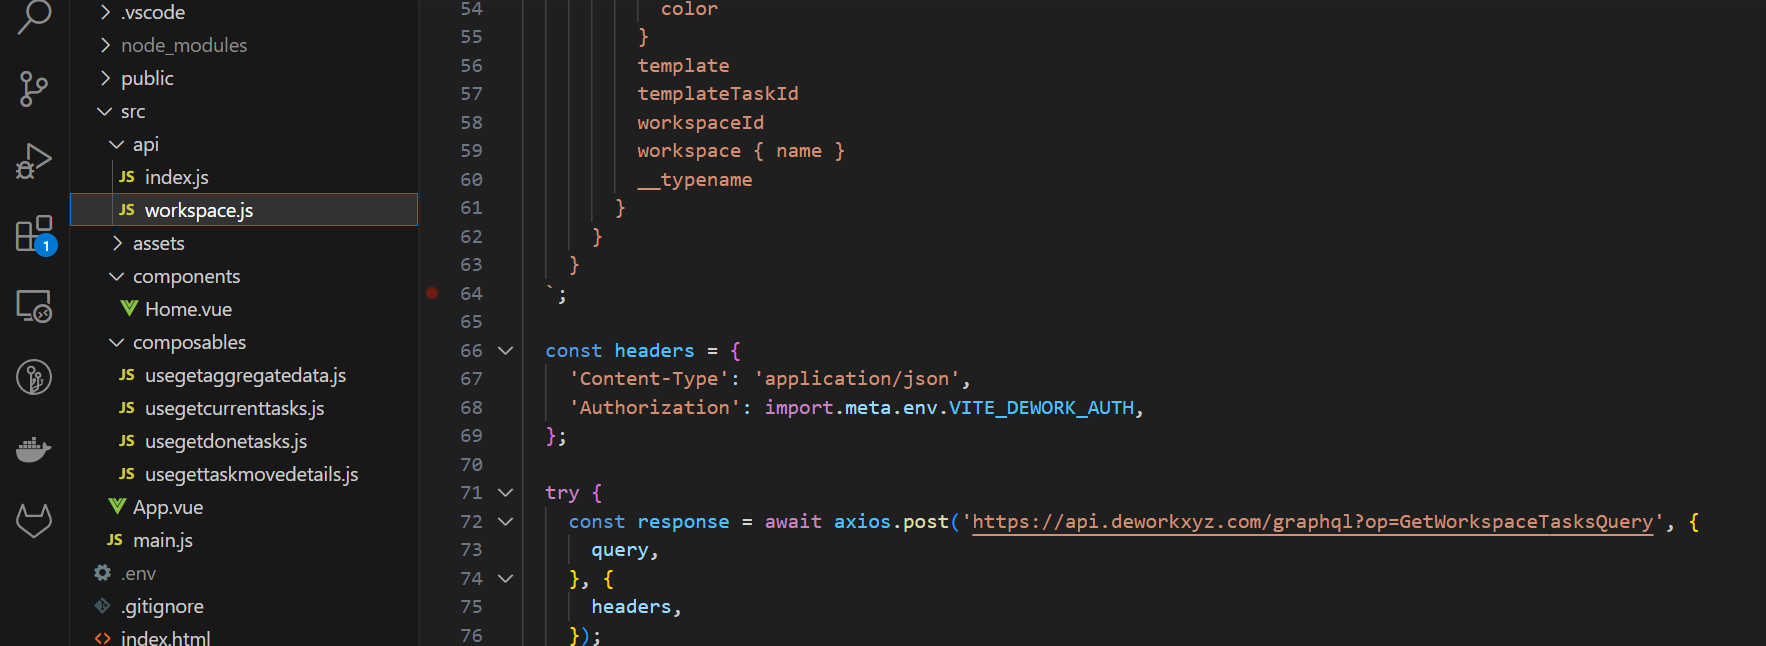 .vscode
node_modules
public
src
api
JS index.js
JS workspace.js
assets
components
Home.vue
composables
JS usegetaggregatedata.js
JS usegetcurrenttasks.js
JS usegetdonetasks.js
JS usegettaskmovedetails.js
App.vue
JS main.js
.env
.gitignore
<> index.html
1
54 color
55 }
56 template
57 templateTaskId
58 workspaceId
59 workspace { name }
60 __typename
61 }
62 }
63 }
64 `;
65
66 const headers = {
67 'Content-Type': 'application/json',
68 'Authorization': import.meta.env.VITE_DEWORK_AUTH,
69 };
70
71 try {
72 const response = await axios.post('https://api.deworkxyz.com/graphql?op=GetWorkspaceTasksQuery', {
73 query,
74 }, {
75 headers,
76 });